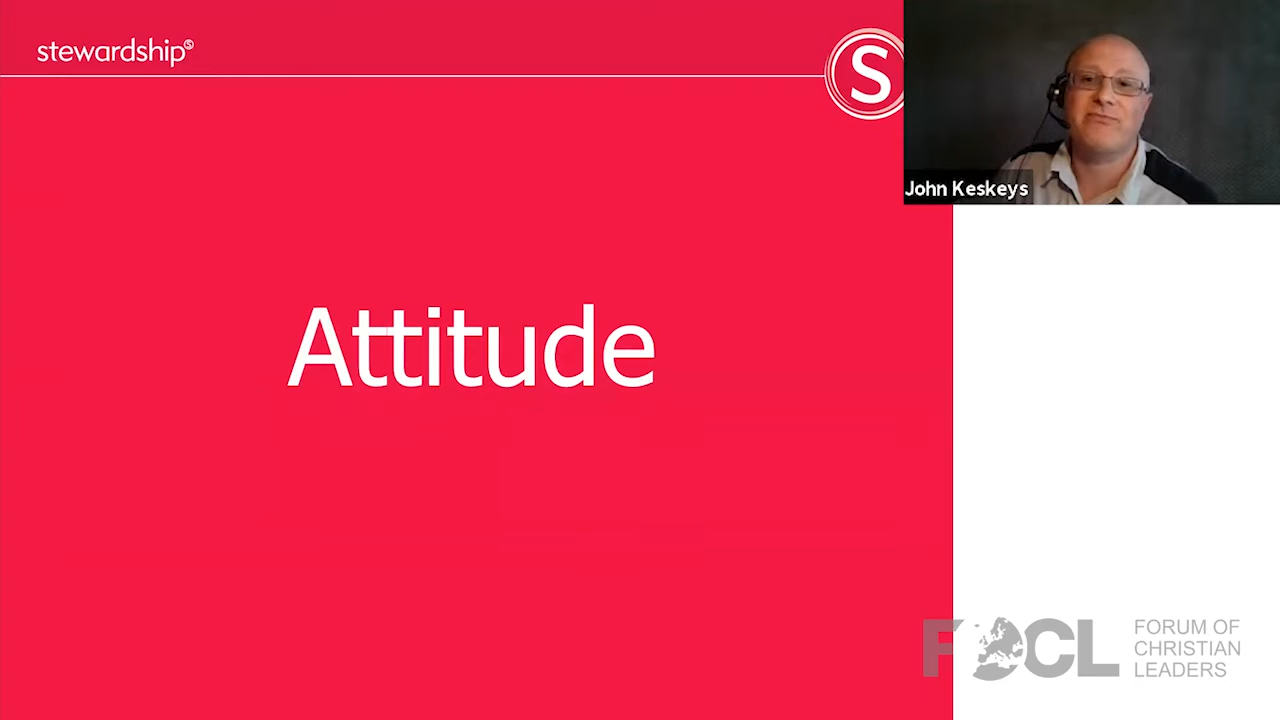 stewardship
S
John Keskeys
Attitude
FOCL
FORUM OF
CHRISTIAN
LEADERS